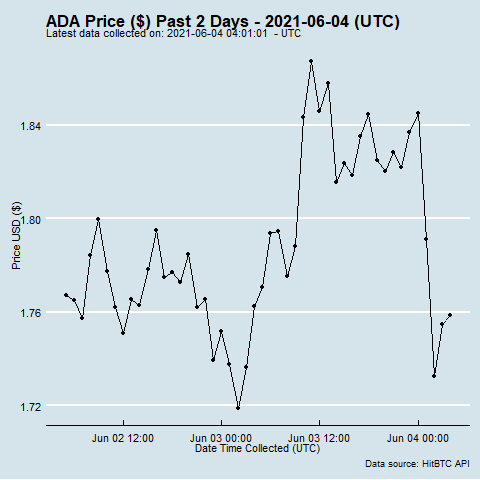 ADA Price ($) Past 2 Days - 2021-06-04 (UTC)
Latest data collected on: 2021-06-04 04:01:01 - UTC
1.84
1.80
1.76
1.72
Price USD ($)
Jun 02 12:00
Jun 03 00:00
Jun 03 12:00
Jun 04 00:00
Date Time Collected (UTC)
Data source: HitBTC API